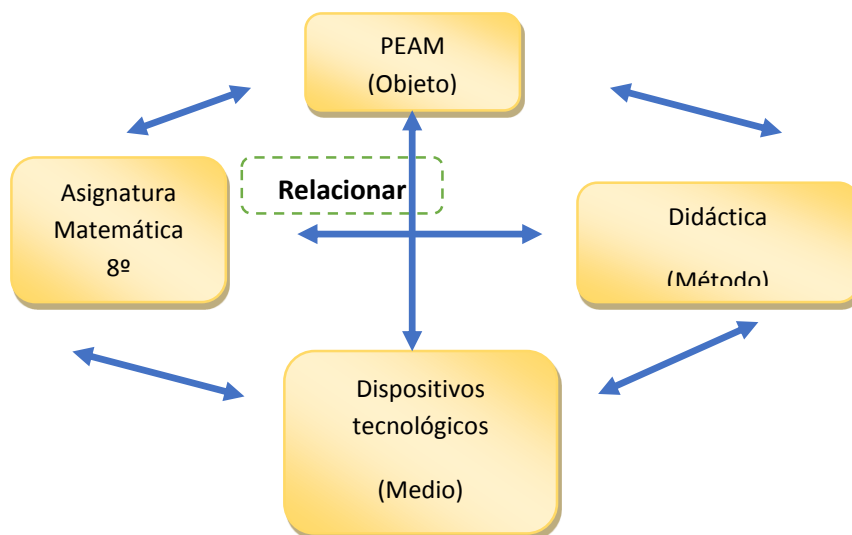 PEAM
(Objeto)
Relacionar
Asignatura
Matemática
8º
Didáctica
(Método)
Dispositivos
tecnológicos
(Medio)